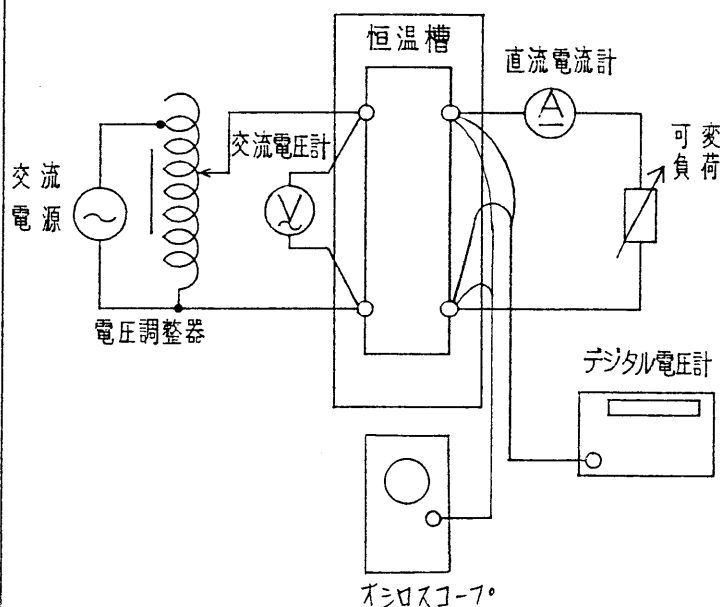 恒温槽
直流電流計
A
可変
負荷
交流電圧計
V
交流
電源
電圧調整器
デジタル電圧計
オシロスコープ